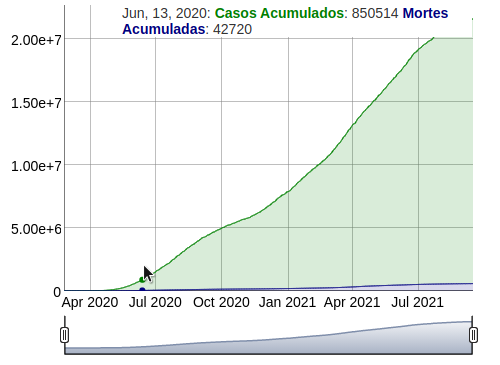 Jun, 13, 2020: Casos Acumulados: 850514 Mortes
Acumuladas: 42720
2.00e+7
1.50e+7
1.00e+7
5.00e+6
0
Apr 2020 Jul 2020 Oct 2020 Jan 2021 Apr 2021 Jul 2021